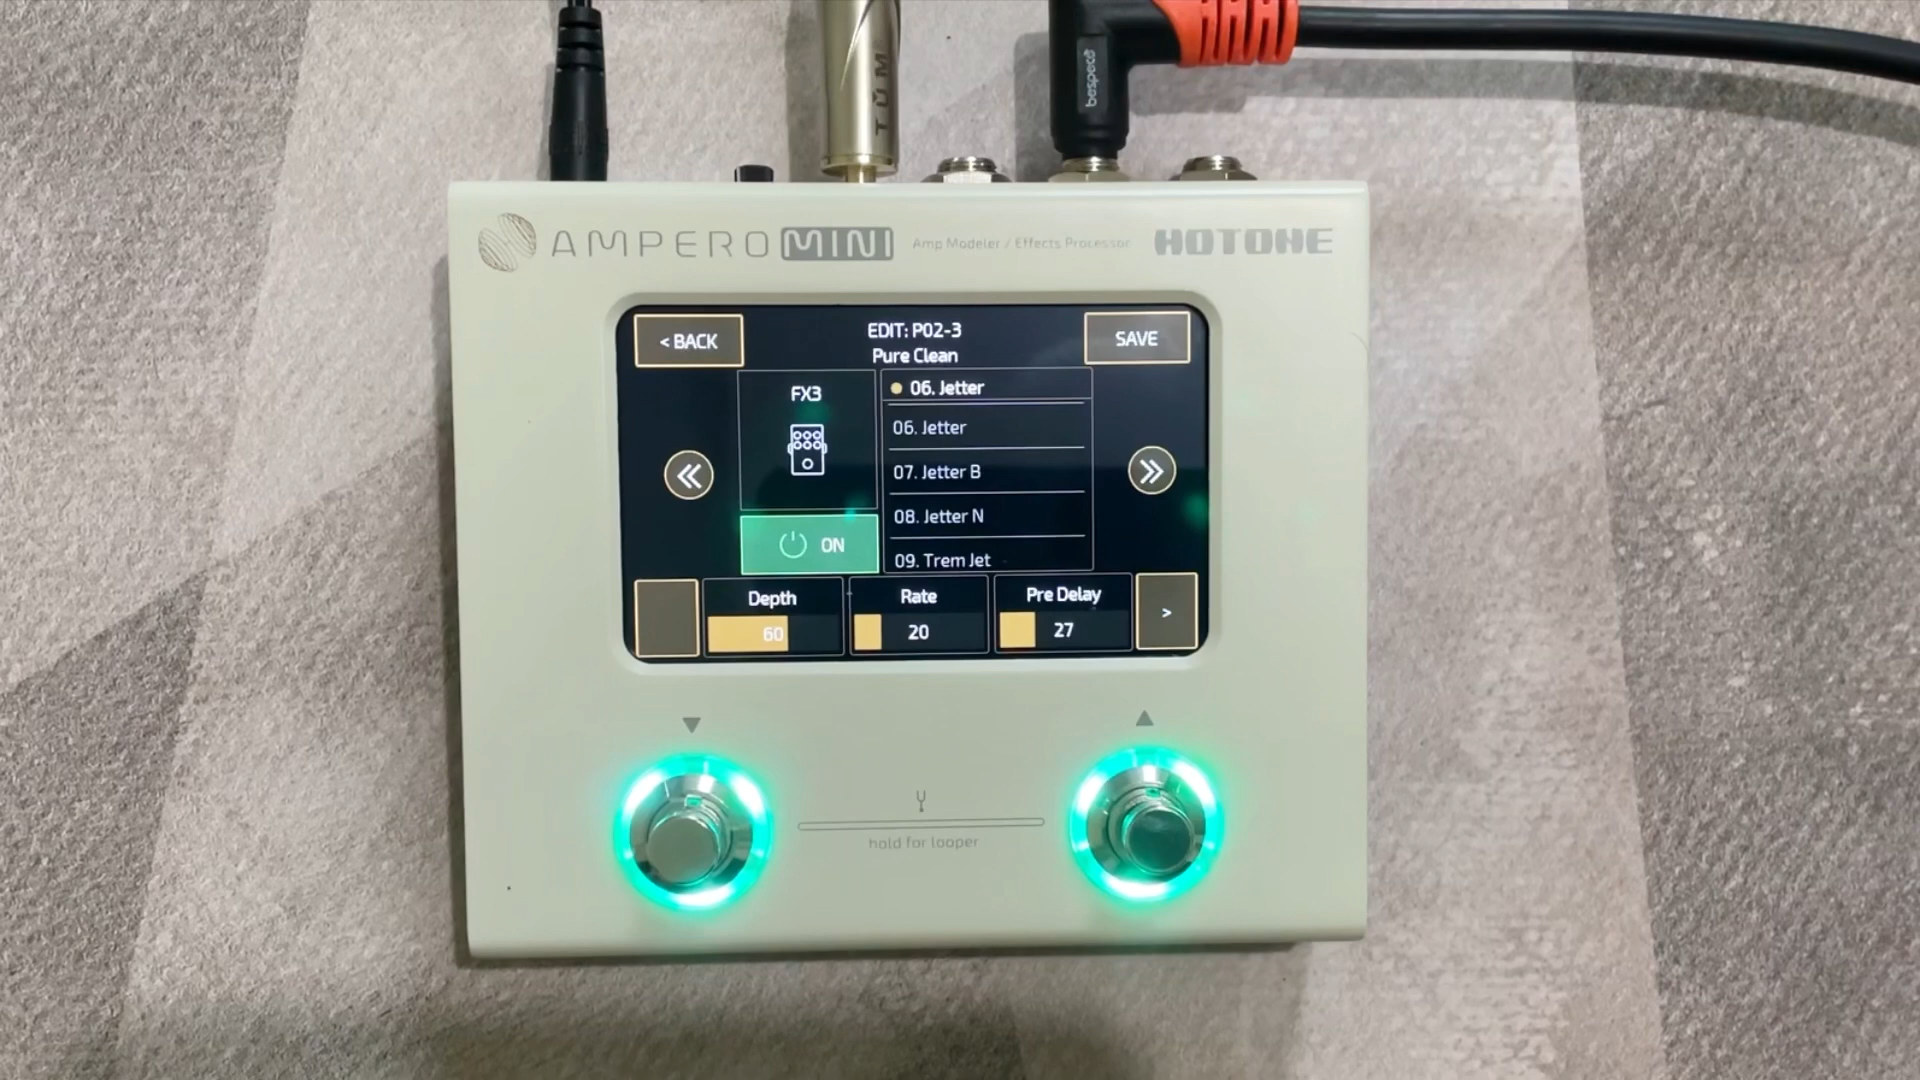 TÜM
bespeco
AMPERO MINI Amp Modeler / Effects Processor HOTONE
< BACK
EDIT: P02-3
Pure Clean
SAVE
FX3
06. Jetter
06. Jetter
07. Jetter B
08. Jetter N
09. Trem Jet
ON
Depth
60
Rate
20
Pre Delay
27
>
hold for looper